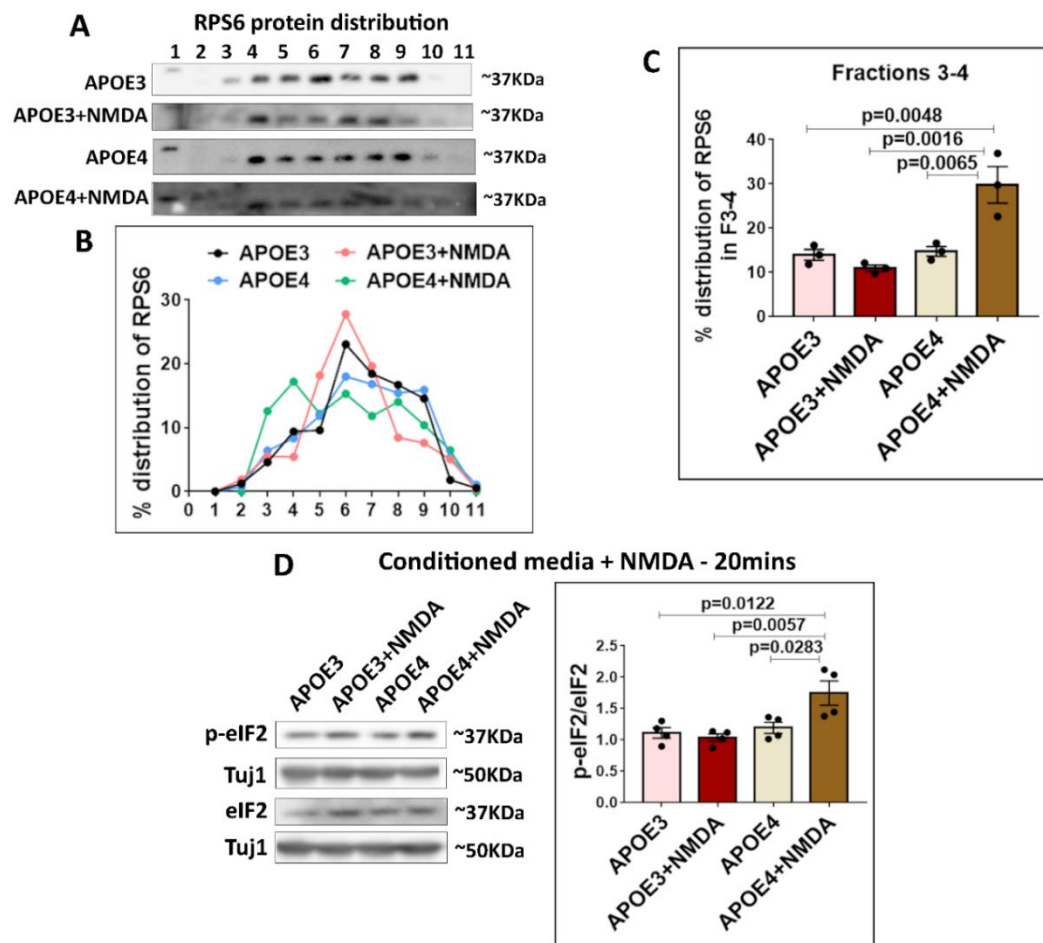 A
RPS6 protein distribution
1 2 3 4 5 6 7 8 9 10 11
APOE3 ~37KDa
APOE3+NMDA ~37KDa
APOE4 ~37KDa
APOE4+NMDA ~37KDa
B
APOE3 APOE3+NMDA
APOE4 APOE4+NMDA
% distribution of RPS6
30
20
10
0
0 1 2 3 4 5 6 7 8 9 10 11
C
Fractions 3-4
p=0.0048
p=0.0016
p=0.0065
% distribution of RPS6
in F3-4
40
30
20
10
0
APOE3
APOE3+NMDA
APOE4
APOE4+NMDA
D
Conditioned media + NMDA - 20mins
APOE3
APOE3+NMDA
APOE4
APOE4+NMDA
p-eIF2 ~37KDa
Tuj1 ~50KDa
eIF2 ~37KDa
Tuj1 ~50KDa
p=0.0122
p=0.0057
p=0.0283
p-eIF2/eIF2
2.5
2.0
1.5
1.0
0.5
0.0
APOE3
APOE3+NMDA
APOE4
APOE4+NMDA